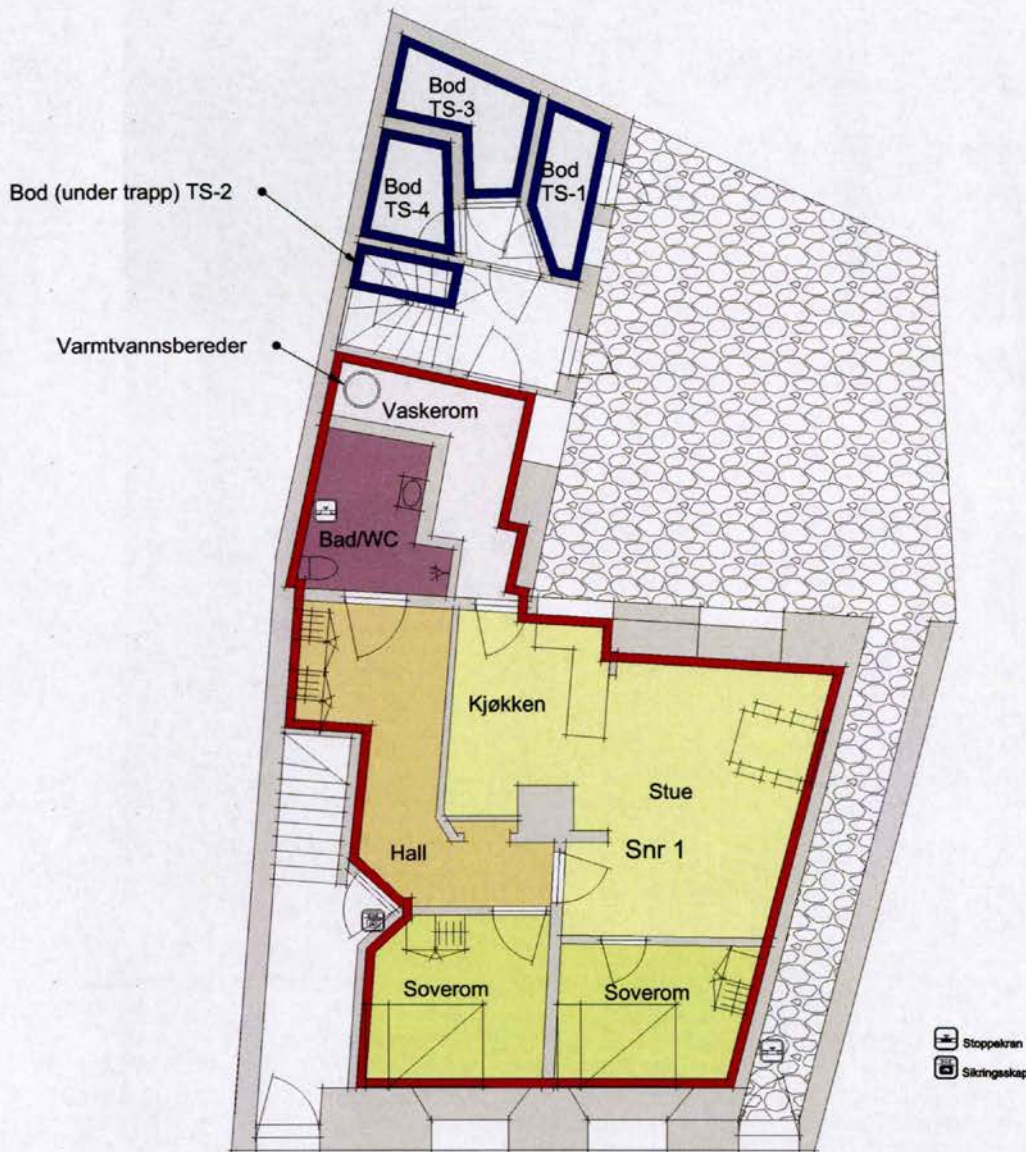 Bod
TS-3
Bod
TS-1
Bod
TS-4
Bod (under trapp) TS-2
Varmtvannsbereder
Vaskerom
Bad/WC
Kjøkken
Stue
Snr 1
Hall
Soverom
Soverom
Stoppekran
Sikringsskap